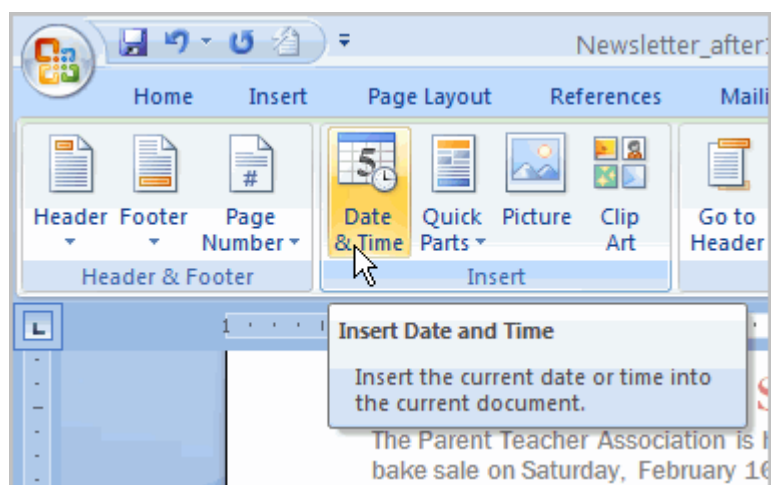 Newsletter_after
Home Insert Page Layout References Maili
5 #
Header Footer Page Number Date & Time Quick Parts Picture Clip Art Go to Header
Header & Footer Insert
L 1
Insert Date and Time
Insert the current date or time into
the current document.
S
The Parent Teacher Association is h
bake sale on Saturday, February 16